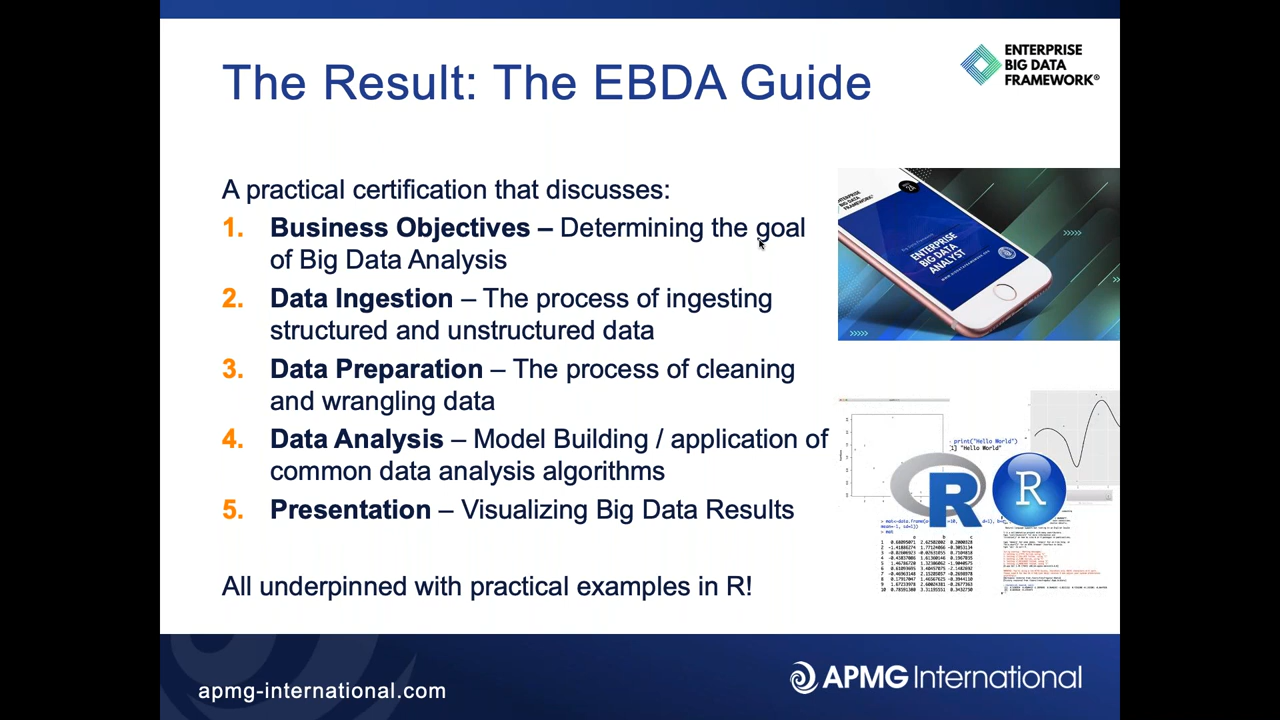 The Result: The EBDA Guide
ENTERPRISE
BIG DATA
FRAMEWORK®
A practical certification that discusses:
1. Business Objectives – Determining the goal
of Big Data Analysis
2. Data Ingestion – The process of ingesting
structured and unstructured data
3. Data Preparation – The process of cleaning
and wrangling data
4. Data Analysis – Model Building / application of
common data analysis algorithms
5. Presentation – Visualizing Big Data Results
All underpinned with practical examples in R!
ENTERPRISE
BIG DATA
FRAMEWORK
ENTERPRISE
BIG DATA
ANALYST
print("Hello World")
"Hello World"
R
R
apmg-international.com
APMG International